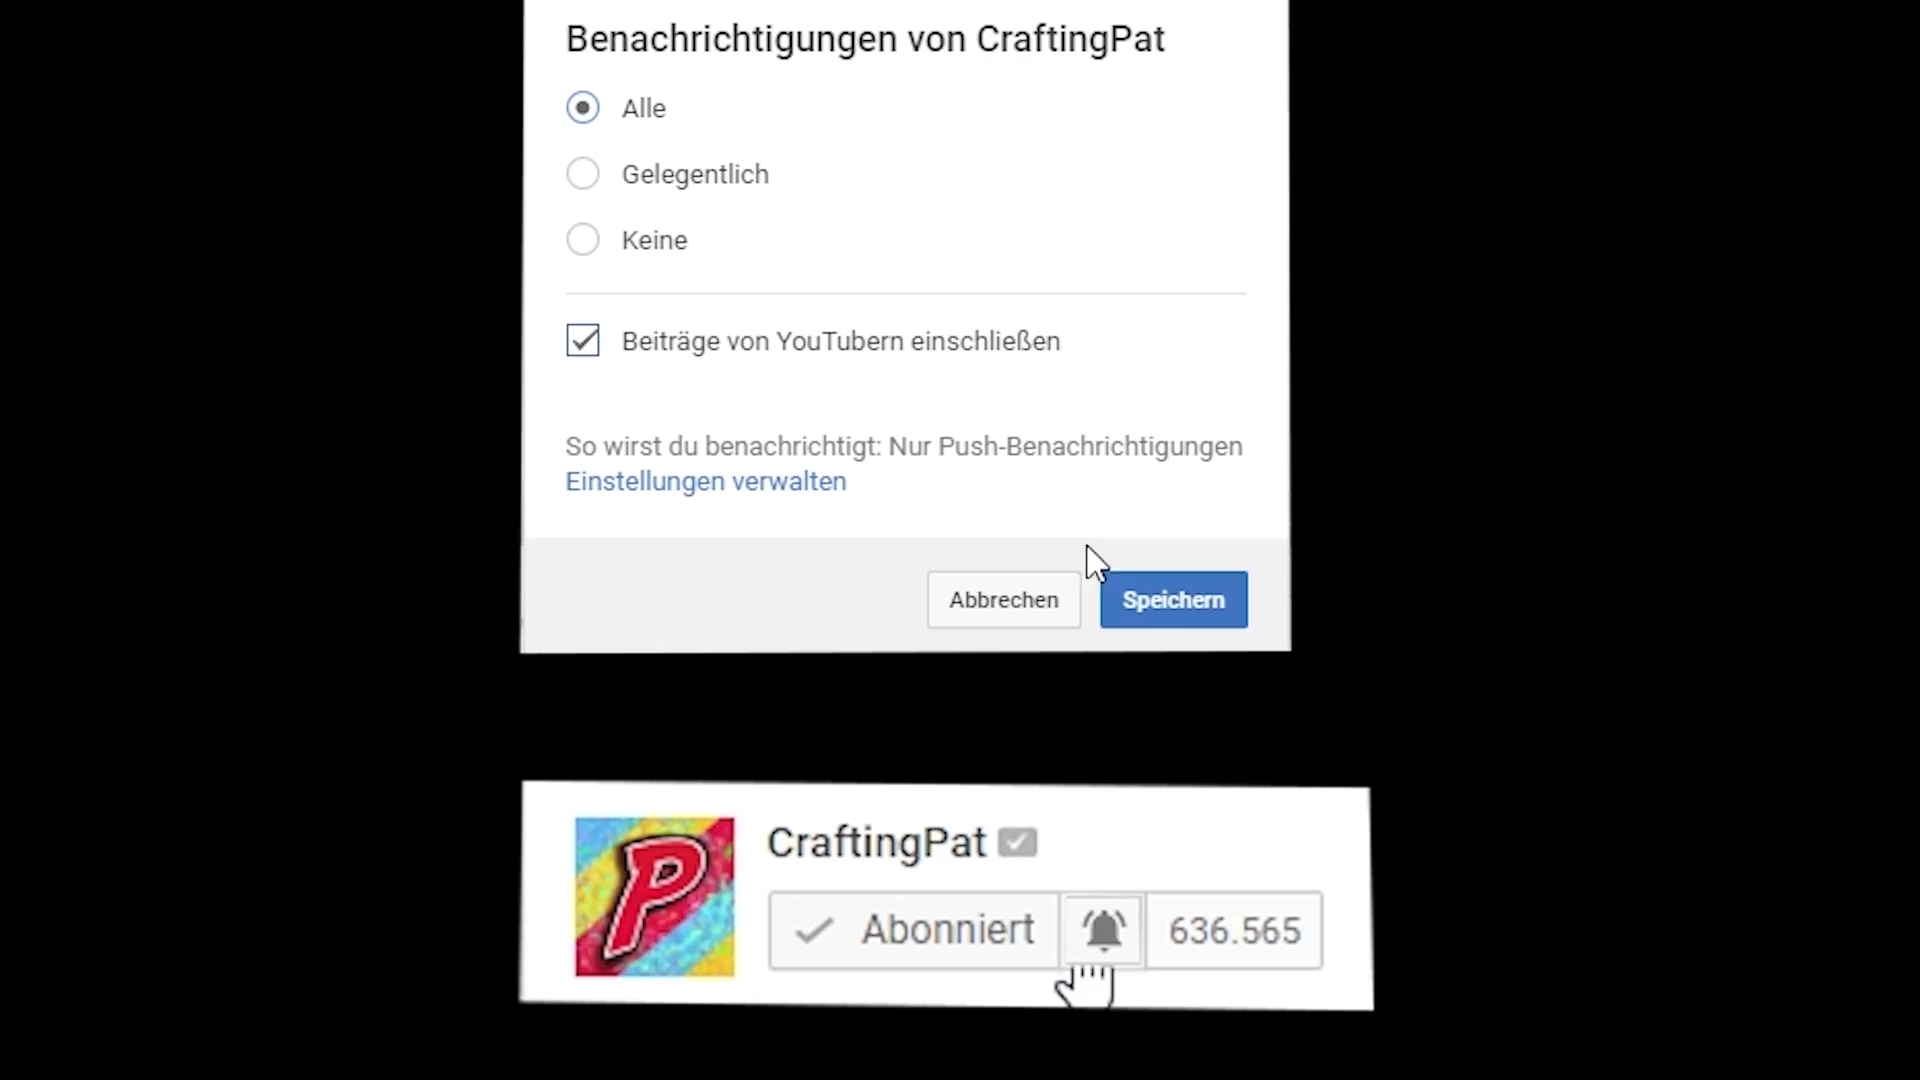 Benachrichtigungen von CraftingPat
Alle
Gelegentlich
Keine
Beiträge von YouTubern einschließen
So wirst du benachrichtigt: Nur Push-Benachrichtigungen
Einstellungen verwalten
Abbrechen
Speichern
P
CraftingPat
Abonniert
636.565